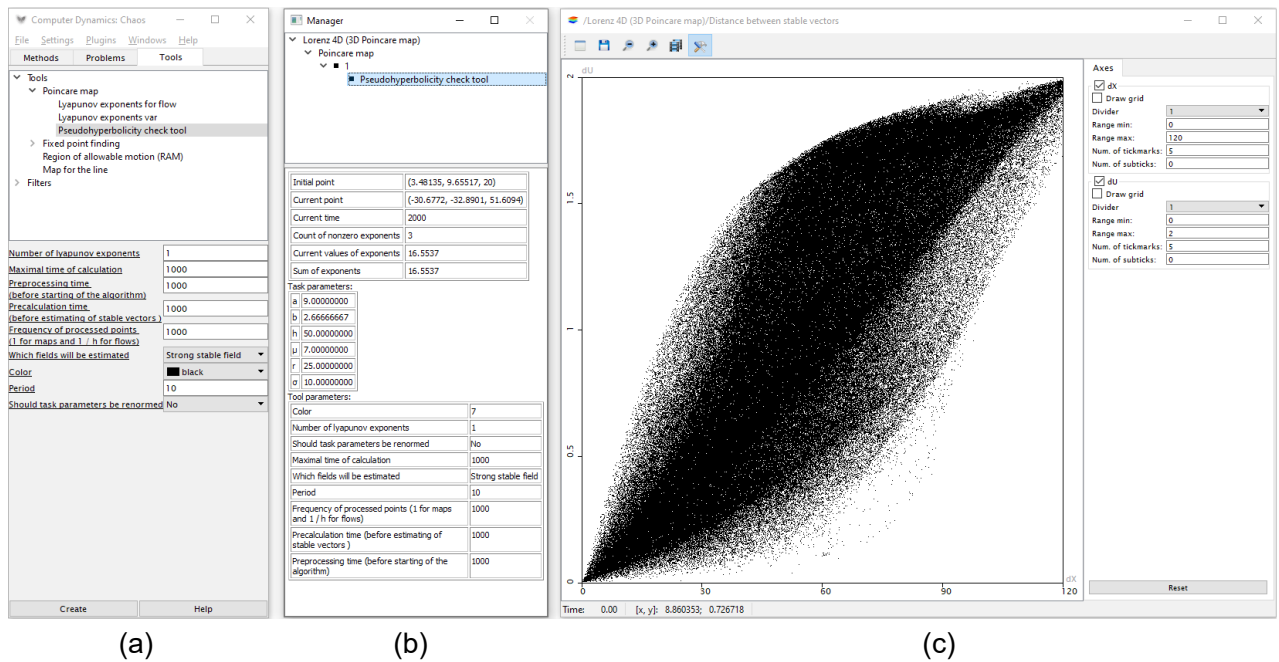 Computer Dynamics: Chaos
File Settings Plugins Windows Help
Methods Problems Tools
Tools
Poincare map
Lyapunov exponents for flow
Lyapunov exponents var
Pseudohyperbolicity check tool
Fixed point finding
Region of allowable motion (RAM)
Map for the line
Filters
Number of lyapunov exponents 1
Maximal time of calculation 1000
Preprocessing time
(before starting of the algorithm) 1000
Precalculation time
(before estimating of stable vectors ) 1000
Frequency of processed points
(1 for maps and 1 / h for flows) 1000
Which fields will be estimated Strong stable field
Color black
Period 10
Should task parameters be renormed No
Create Help
(a)
Manager
Lorenz 4D (3D Poincare map)
Poincare map
1
Pseudohyperbolicity check tool
Initial point (3.48135, 9.65517, 20)
Current point (-30.6772, -32.8901, 51.6094)
Current time 2000
Count of nonzero exponents 3
Current values of exponents 16.5537
Sum of exponents 16.5537
Task parameters:
a 9.00000000
b 2.66666667
h 50.00000000
μ 7.00000000
r 25.00000000
σ 10.00000000
Tool parameters:
Color 7
Number of lyapunov exponents 1
Should task parameters be renormed No
Maximal time of calculation 1000
Which fields will be estimated Strong stable field
Period 10
Frequency of processed points (1 for maps
and 1 / h for flows) 1000
Precalculation time (before estimating of
stable vectors ) 1000
Preprocessing time (before starting of the
algorithm) 1000
(b)
/Lorenz 4D (3D Poincare map)/Distance between stable vectors
dU
2
1.5
1
0.5
0
0 30 60 90 120
dX
Time: 0.00 [x, y]: 8.860353; 0.726718
Axes
dX
Draw grid
Divider 1
Range min: 0
Range max: 120
Num. of tickmarks: 5
Num. of subticks: 0
dU
Draw grid
Divider 1
Range min: 0
Range max: 2
Num. of tickmarks: 5
Num. of subticks: 0
Reset
(c)